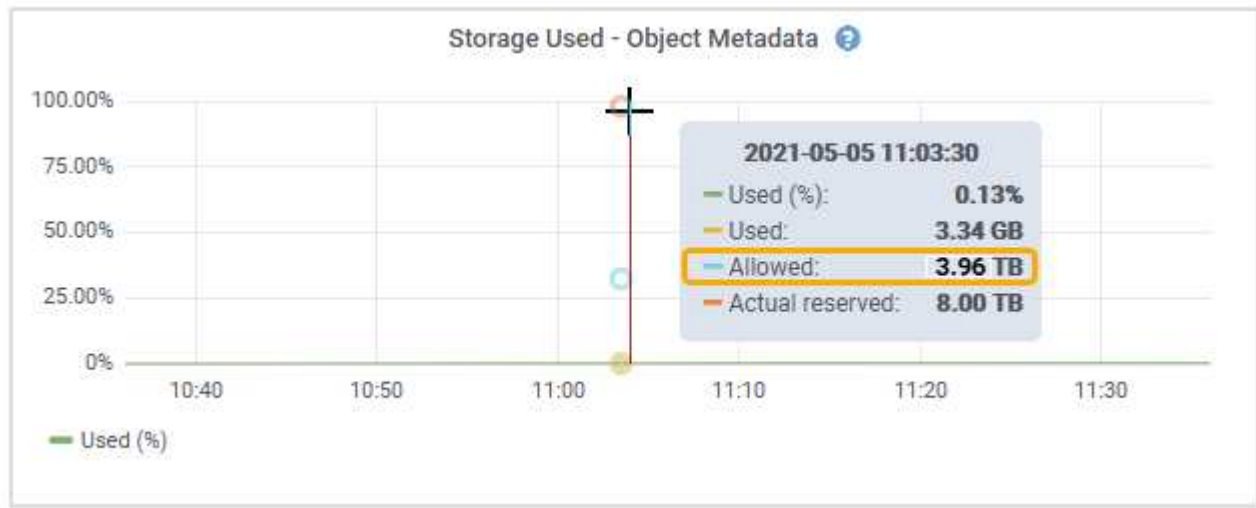 Storage Used - Object Metadata ?
100.00%
75.00%
50.00%
25.00%
0%
2021-05-05 11:03:30
Used (%): 0.13%
Used: 3.34 GB
Allowed: 3.96 TB
Actual reserved: 8.00 TB
10:40 10:50 11:00 11:10 11:20 11:30
Used (%)